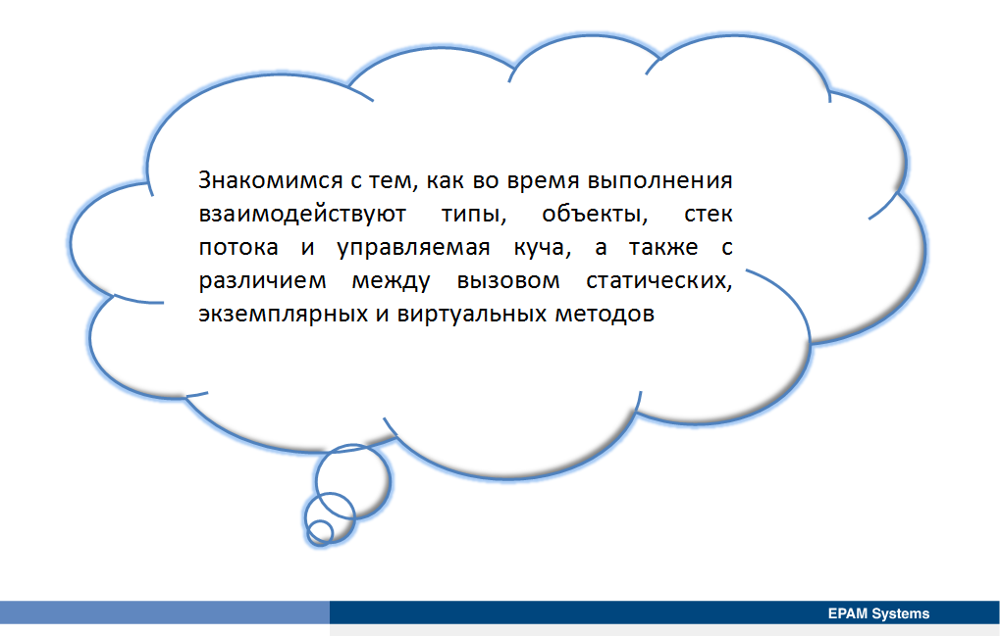 Знакомимся с тем, как во время выполнения
взаимодействуют типы, объекты, стек
потока и управляемая куча, а также с
различием между вызовом статических,
экземплярных и виртуальных методов
EPAM Systems